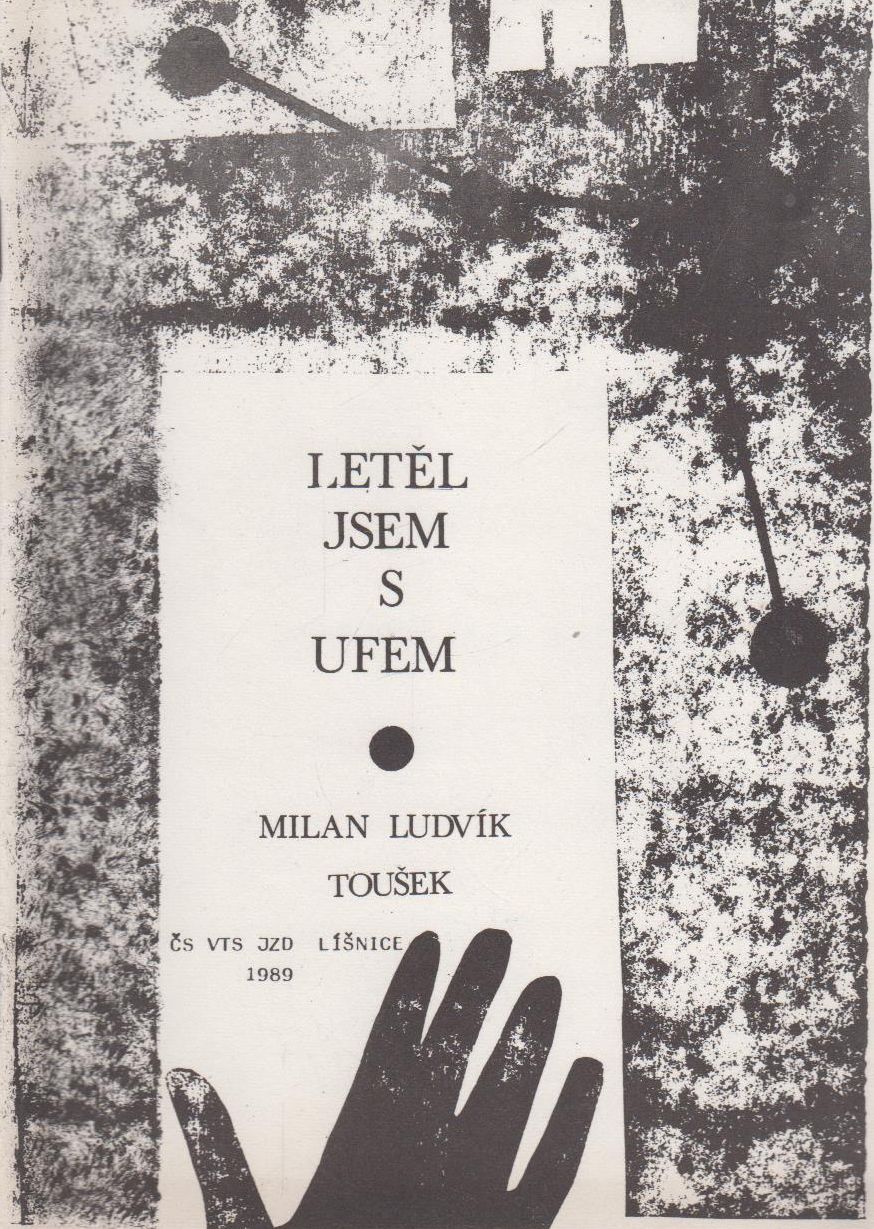 LETĚL
JSEM
S
UFEM
MILAN LUDVÍK
TOUŠEK
ČS VTS JZD LÍŠNICE
1989